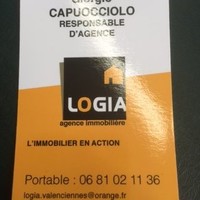 Giorgio
CAPUOCCIOLO
RESPONSABLE
D'AGENCE
LOGIA
agence immobilière
L'IMMOBILIER EN ACTION
Portable : 06 81 02 11 36
logia.valenciennes@orange.fr